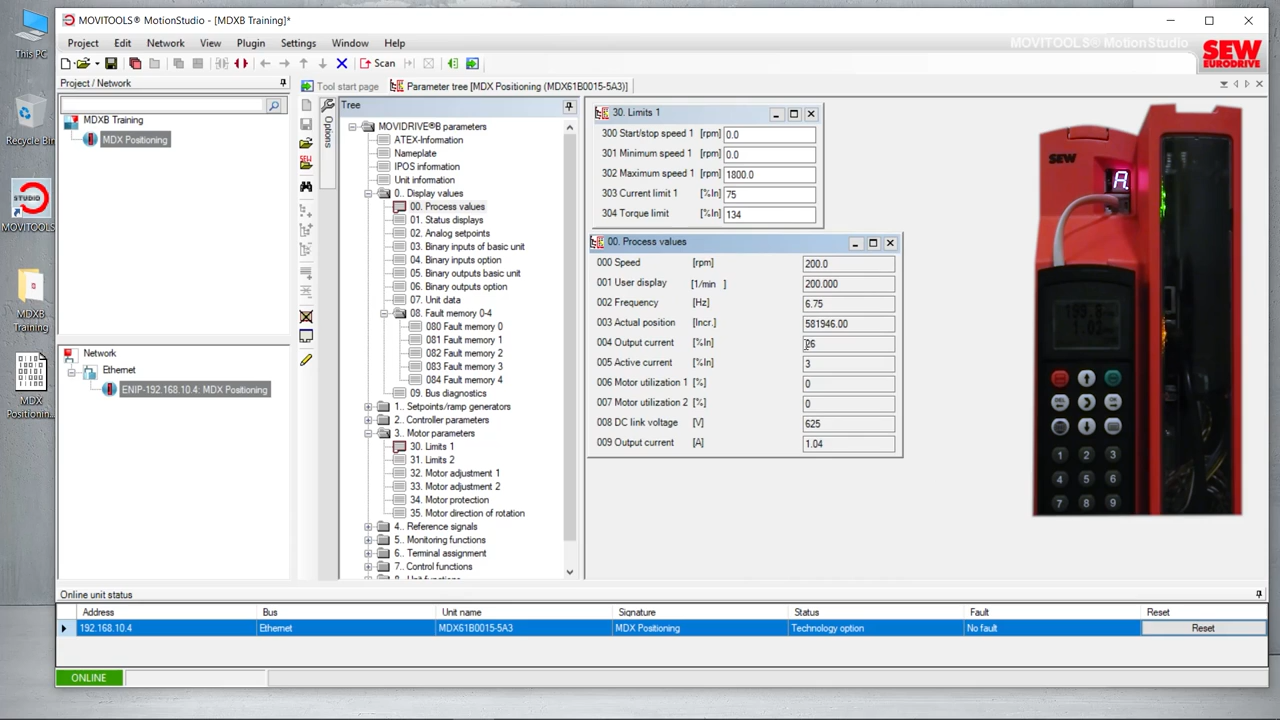 This PC
Recycle Bin
STUDIO
MOVITOOLS
MDXB
Training
MDX
Positionin...
MOVITOOLS® MotionStudio - [MDXB Training]*
Project Edit Network View Plugin Settings Window Help
MOVITOOLS® MotionStudio
SEW
EURODRIVE
Scan
Project / Network
MDXB Training
MDX Positioning
Network
Ethernet
ENIP-192.168.10.4: MDX Positioning
Tool start page
Parameter tree [MDX Positioning (MDX61B0015-5A3)]
Options
Tree
MOVIDRIVE®B parameters
ATEX-Information
Nameplate
IPOS information
Unit information
0.. Display values
00. Process values
01. Status displays
02. Analog setpoints
03. Binary inputs of basic unit
04. Binary inputs option
05. Binary outputs basic unit
06. Binary outputs option
07. Unit data
08. Fault memory 0-4
080 Fault memory 0
081 Fault memory 1
082 Fault memory 2
083 Fault memory 3
084 Fault memory 4
09. Bus diagnostics
1.. Setpoints/ramp generators
2.. Controller parameters
3.. Motor parameters
30. Limits 1
31. Limits 2
32. Motor adjustment 1
33. Motor adjustment 2
34. Motor protection
35. Motor direction of rotation
4.. Reference signals
5.. Monitoring functions
6.. Terminal assignment
7.. Control functions
8.. Unit functions
30. Limits 1
300 Start/stop speed 1 [rpm] 0.0
301 Minimum speed 1 [rpm] 0.0
302 Maximum speed 1 [rpm] 1800.0
303 Current limit 1 [%In] 75
304 Torque limit [%In] 134
00. Process values
000 Speed [rpm] 200.0
001 User display [1/min ] 200.000
002 Frequency [Hz] 6.75
003 Actual position [Incr.] 581946.00
004 Output current [%In] 26
005 Active current [%In] 3
006 Motor utilization 1 [%] 0
007 Motor utilization 2 [%] 0
008 DC link voltage [V] 625
009 Output current [A] 1.04
SEW
A
DEL
OK
1 2 3
4 5 6
7 8 9
Online unit status
Address Bus Unit name Signature Status Fault Reset
192.168.10.4 Ethernet MDX61B0015-5A3 MDX Positioning Technology option No fault Reset
ONLINE